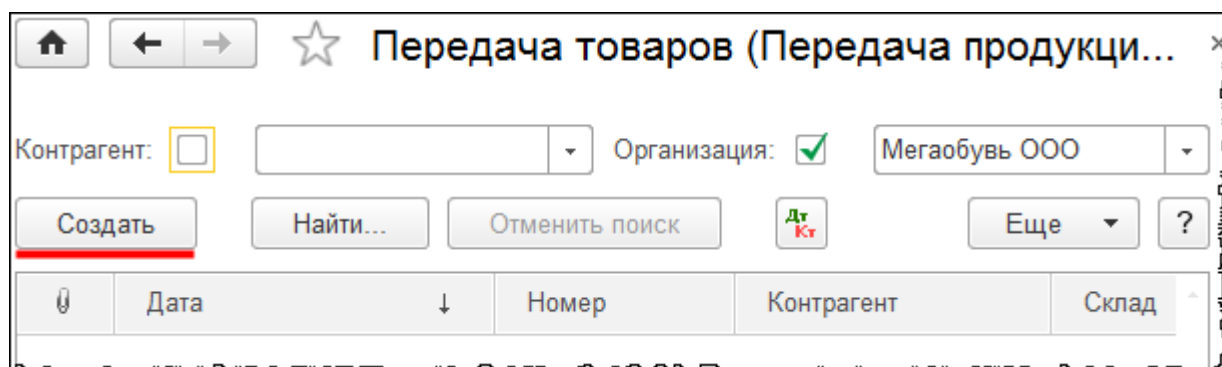 Передача товаров (Передача продукци...
Контрагент: Организация: Мегаобувь ООО
Создать Найти... Отменить поиск Дт Кт Еще ?
Дата ↓ Номер Контрагент Склад